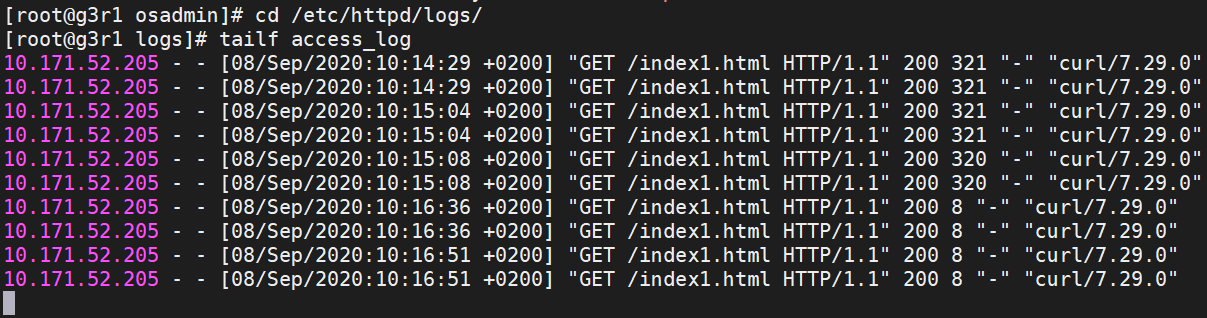 [root@g3r1 osadmin]# cd /etc/httpd/logs/
[root@g3r1 logs]# tailf access_log
10.171.52.205 - - [08/Sep/2020:10:14:29 +0200] "GET /index1.html HTTP/1.1" 200 321 "-" "curl/7.29.0"
10.171.52.205 - - [08/Sep/2020:10:14:29 +0200] "GET /index1.html HTTP/1.1" 200 321 "-" "curl/7.29.0"
10.171.52.205 - - [08/Sep/2020:10:15:04 +0200] "GET /index1.html HTTP/1.1" 200 321 "-" "curl/7.29.0"
10.171.52.205 - - [08/Sep/2020:10:15:04 +0200] "GET /index1.html HTTP/1.1" 200 321 "-" "curl/7.29.0"
10.171.52.205 - - [08/Sep/2020:10:15:08 +0200] "GET /index1.html HTTP/1.1" 200 320 "-" "curl/7.29.0"
10.171.52.205 - - [08/Sep/2020:10:15:08 +0200] "GET /index1.html HTTP/1.1" 200 320 "-" "curl/7.29.0"
10.171.52.205 - - [08/Sep/2020:10:16:36 +0200] "GET /index1.html HTTP/1.1" 200 8 "-" "curl/7.29.0"
10.171.52.205 - - [08/Sep/2020:10:16:36 +0200] "GET /index1.html HTTP/1.1" 200 8 "-" "curl/7.29.0"
10.171.52.205 - - [08/Sep/2020:10:16:51 +0200] "GET /index1.html HTTP/1.1" 200 8 "-" "curl/7.29.0"
10.171.52.205 - - [08/Sep/2020:10:16:51 +0200] "GET /index1.html HTTP/1.1" 200 8 "-" "curl/7.29.0"